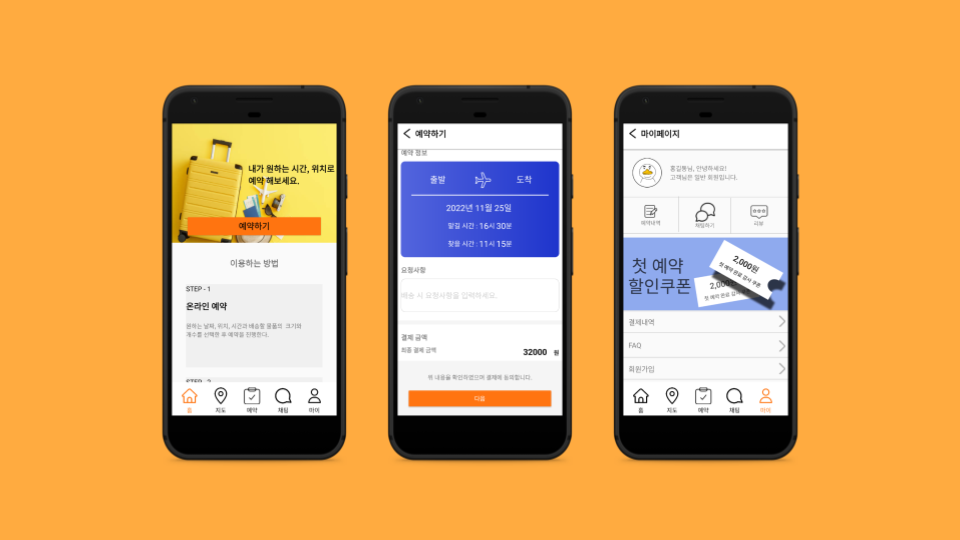 내가 원하는 시간, 위치로
예약 해보세요.
예약하기
이용하는 방법
STEP - 1
온라인 예약
원하는 날짜, 위치, 시간과 배송할 물품의 크기와
개수를 선택한 후 예약을 진행한다.
STEP - 2
홈 지도 예약 채팅 마이
예약하기
예약 정보
출발 도착
2022년 11월 25일
맡길 시간 : 16시 30분
찾을 시간 : 11시 15분
요청사항
배송 시 요청사항을 입력하세요.
결제 금액
최종 결제 금액 32000 원
위 내용을 확인하였으며 결제에 동의합니다.
다음
마이페이지
홍길동님, 안녕하세요!
고객님은 일반 회원입니다.
예약내역 채팅하기 리뷰
첫 예약
할인쿠폰
2,000원
첫 예약 완료 감사 쿠폰
2,000
첫 예약 완료
결제내역
FAQ
회원가입
홈 지도 예약 채팅 마이